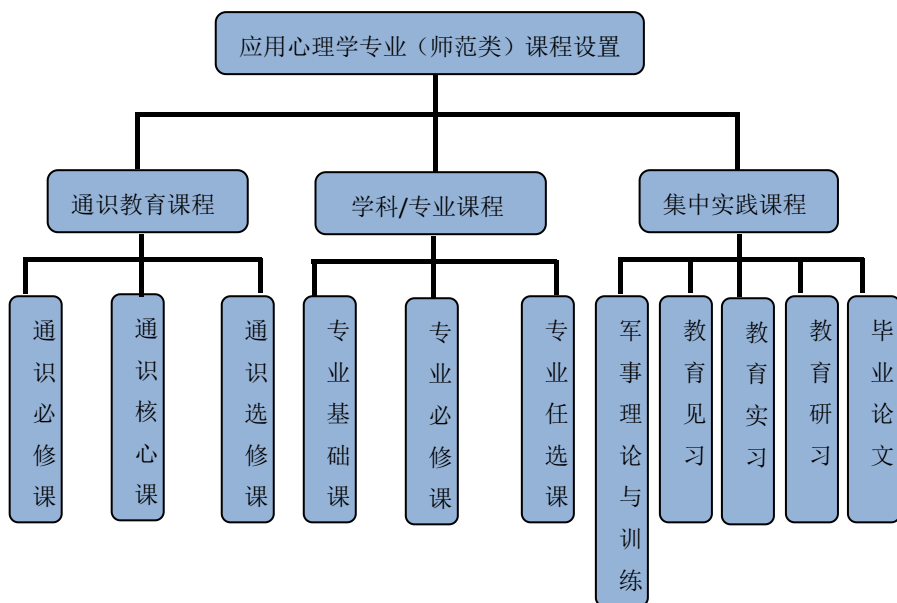 应用心理学专业（师范类）课程设置
通识教育课程
学科/专业课程
集中实践课程
通识必修课
通识核心课
通识选修课
专业基础课
专业必修课
专业任选课
军事理论与训练
教育见习
教育实习
教育研习
毕业论文